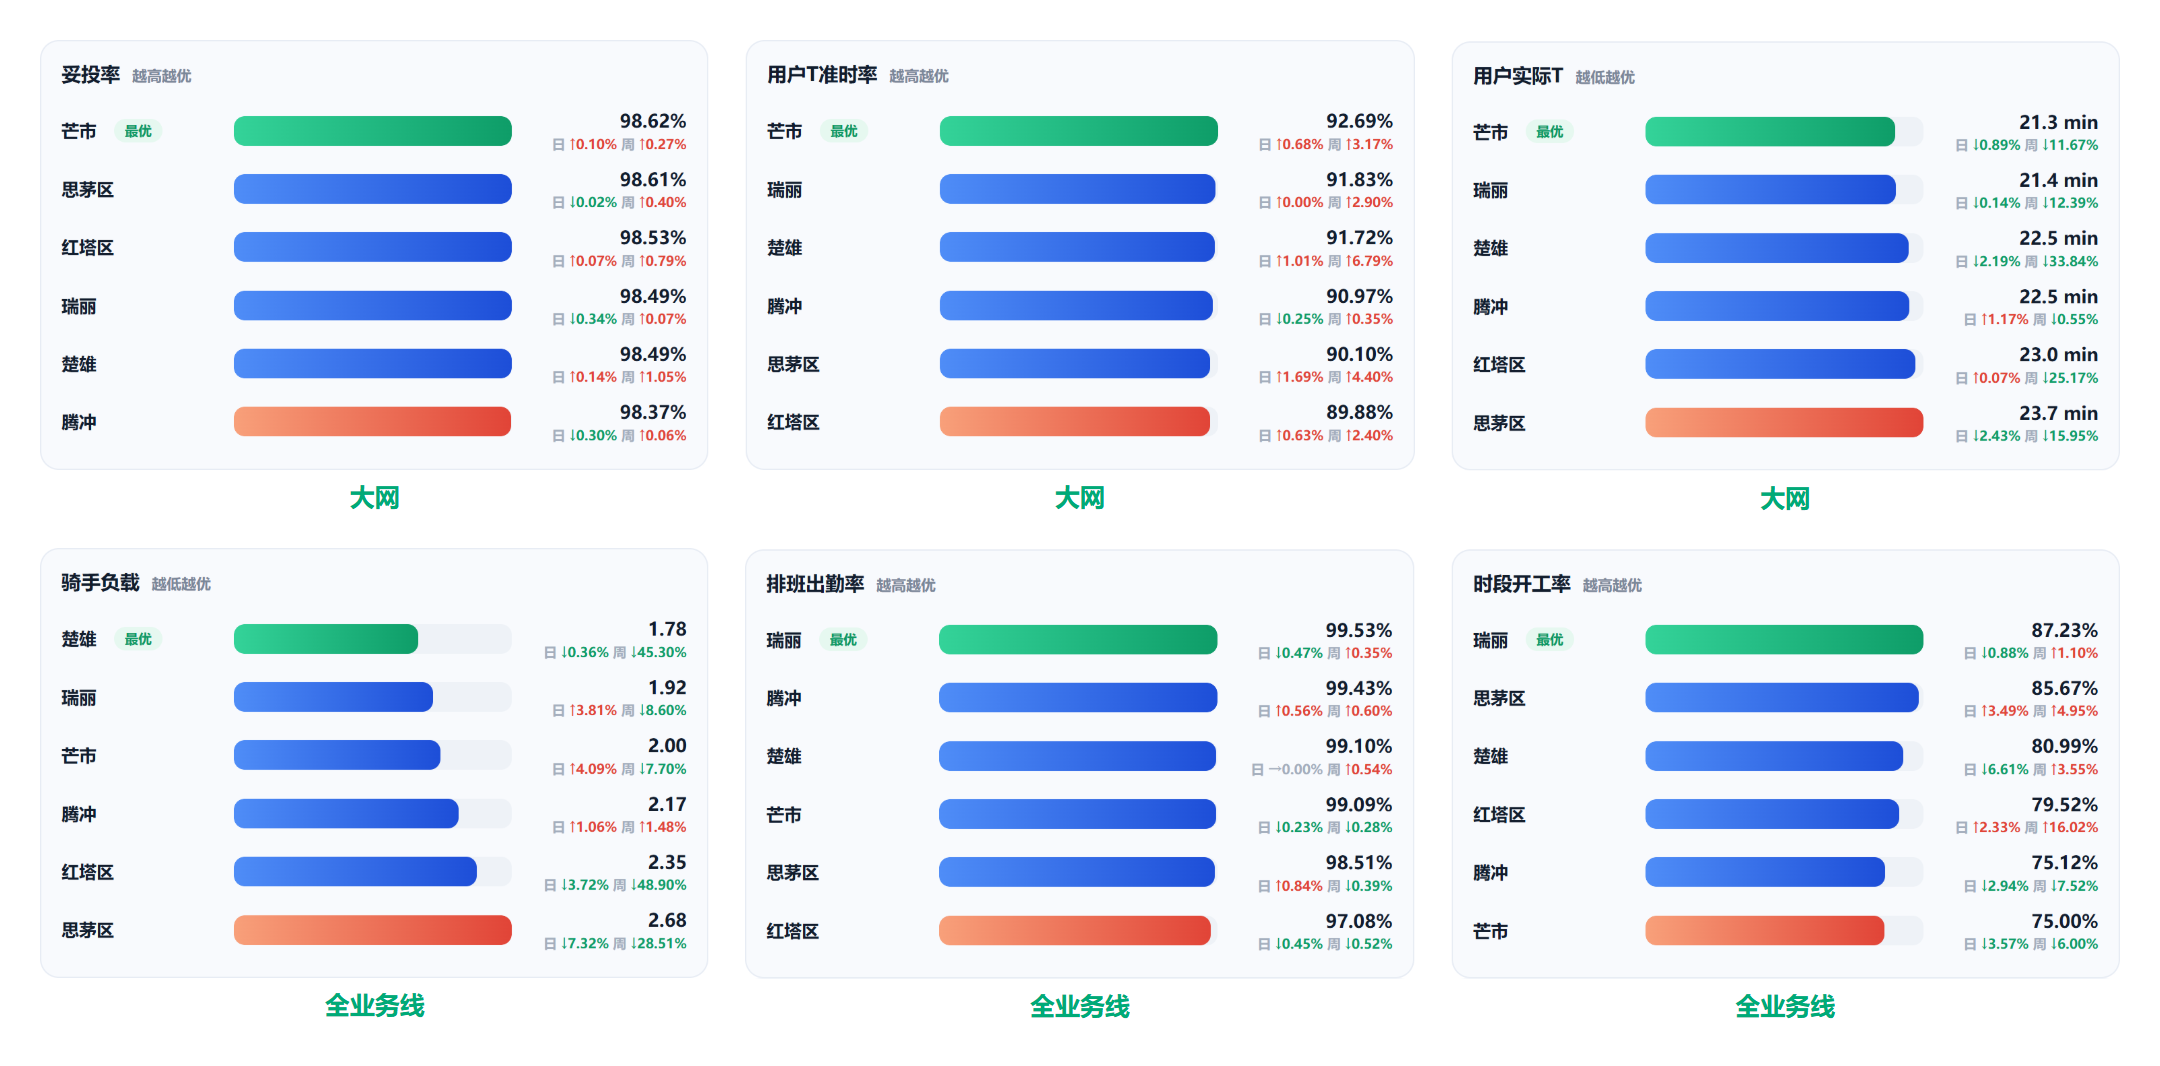 妥投率 越高越优
芒市 最优 98.62%
日 ↑0.10% 周 ↑0.27%
思茅区 98.61%
日 ↓0.02% 周 ↑0.40%
红塔区 98.53%
日 ↑0.07% 周 ↑0.79%
瑞丽 98.49%
日 ↓0.34% 周 ↑0.07%
楚雄 98.49%
日 ↑0.14% 周 ↑1.05%
腾冲 98.37%
日 ↓0.30% 周 ↑0.06%
大网
用户T准时率 越高越优
芒市 最优 92.69%
日 ↑0.68% 周 ↑3.17%
瑞丽 91.83%
日 ↑0.00% 周 ↑2.90%
楚雄 91.72%
日 ↑1.01% 周 ↑6.79%
腾冲 90.97%
日 ↓0.25% 周 ↑0.35%
思茅区 90.10%
日 ↑1.69% 周 ↑4.40%
红塔区 89.88%
日 ↑0.63% 周 ↑2.40%
大网
用户实际T 越低越优
芒市 最优 21.3 min
日 ↓0.89% 周 ↓11.67%
瑞丽 21.4 min
日 ↓0.14% 周 ↓12.39%
楚雄 22.5 min
日 ↓2.19% 周 ↓33.84%
腾冲 22.5 min
日 ↑1.17% 周 ↓0.55%
红塔区 23.0 min
日 ↑0.07% 周 ↓25.17%
思茅区 23.7 min
日 ↓2.43% 周 ↓15.95%
大网
骑手负载 越低越优
楚雄 最优 1.78
日 ↓0.36% 周 ↓45.30%
瑞丽 1.92
日 ↑3.81% 周 ↓8.60%
芒市 2.00
日 ↑4.09% 周 ↓7.70%
腾冲 2.17
日 ↑1.06% 周 ↑1.48%
红塔区 2.35
日 ↓3.72% 周 ↓48.90%
思茅区 2.68
日 ↓7.32% 周 ↓28.51%
全业务线
排班出勤率 越高越优
瑞丽 最优 99.53%
日 ↓0.47% 周 ↑0.35%
腾冲 99.43%
日 ↑0.56% 周 ↑0.60%
楚雄 99.10%
日 →0.00% 周 ↑0.54%
芒市 99.09%
日 ↓0.23% 周 ↓0.28%
思茅区 98.51%
日 ↑0.84% 周 ↓0.39%
红塔区 97.08%
日 ↓0.45% 周 ↓0.52%
全业务线
时段开工率 越高越优
瑞丽 最优 87.23%
日 ↓0.88% 周 ↑1.10%
思茅区 85.67%
日 ↑3.49% 周 ↑4.95%
楚雄 80.99%
日 ↓6.61% 周 ↑3.55%
红塔区 79.52%
日 ↑2.33% 周 ↑16.02%
腾冲 75.12%
日 ↓2.94% 周 ↓7.52%
芒市 75.00%
日 ↓3.57% 周 ↓6.00%
全业务线